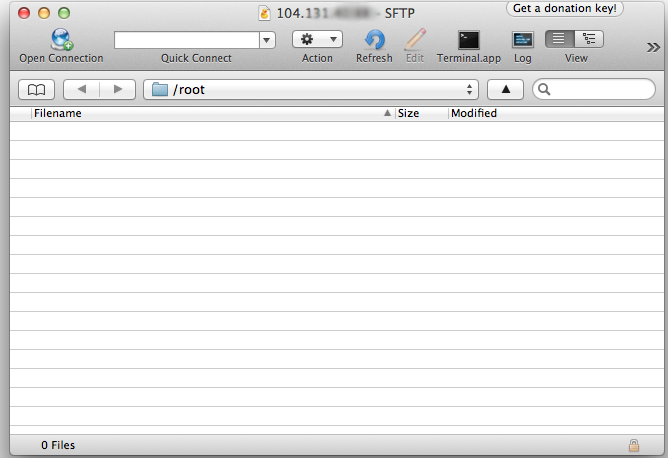 104.131. - SFTP
Get a donation key!
Open Connection
Quick Connect
Action
Refresh
Edit
Terminal.app
Log
View
/root
Filename
Size
Modified
0 Files